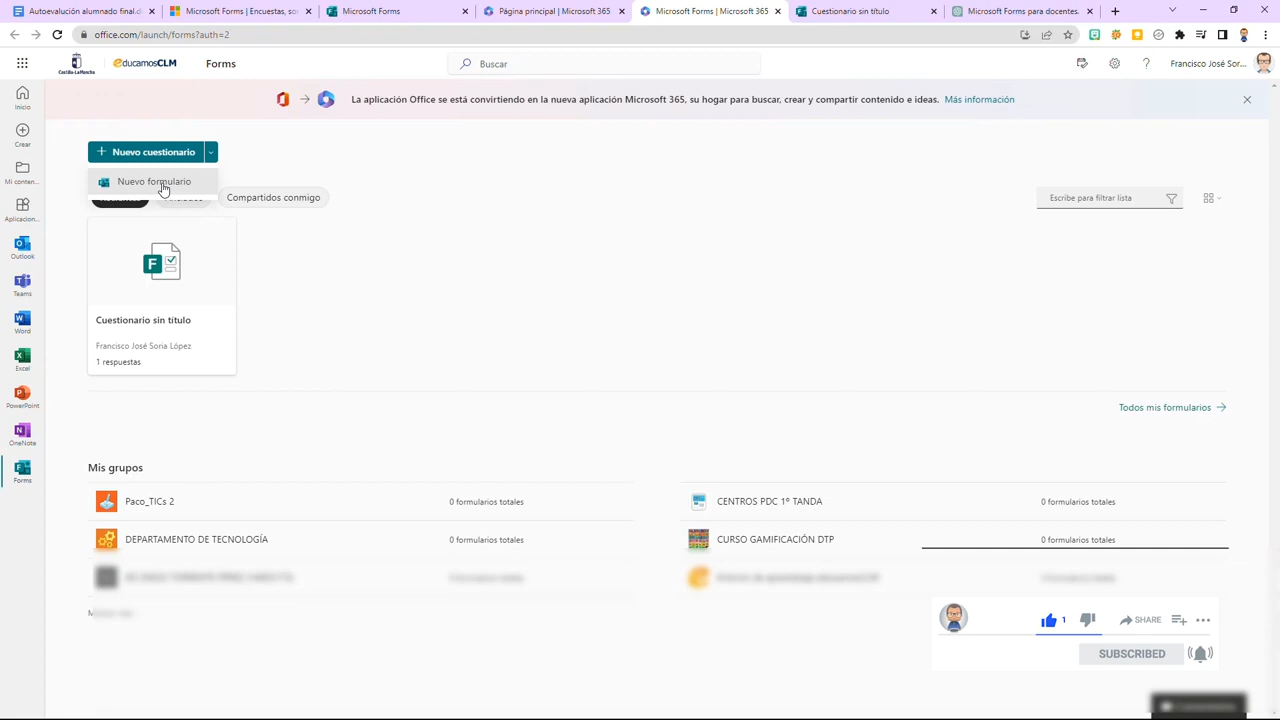 Autoevaluación alumnado final.d
Microsoft Forms | Encuestas, so
Microsoft Forms
Página principal | Microsoft 365
Microsoft Forms | Microsoft 365
Cuestionario sin título
Microsoft Forms para docentes.
office.com/launch/forms?auth=2
Castilla-LaMancha
educamosCLM
Forms
Buscar
Francisco José Sor...
La aplicación Office se está convirtiendo en la nueva aplicación Microsoft 365, su hogar para buscar, crear y compartir contenido e ideas. Más información
Inicio
Crear
Mi conten...
Aplicacion...
Outlook
Teams
Word
Excel
PowerPoint
OneNote
Forms
Nuevo cuestionario
Nuevo formulario
Compartidos conmigo
Escribe para filtrar lista
Cuestionario sin título
Francisco José Soria López
1 respuestas
Todos mis formularios
Mis grupos
Paco_TICs 2
0 formularios totales
CENTROS PDC 1º TANDA
0 formularios totales
DEPARTAMENTO DE TECNOLOGÍA
0 formularios totales
CURSO GAMIFICACIÓN DTP
0 formularios totales
1
SHARE
SUBSCRIBED